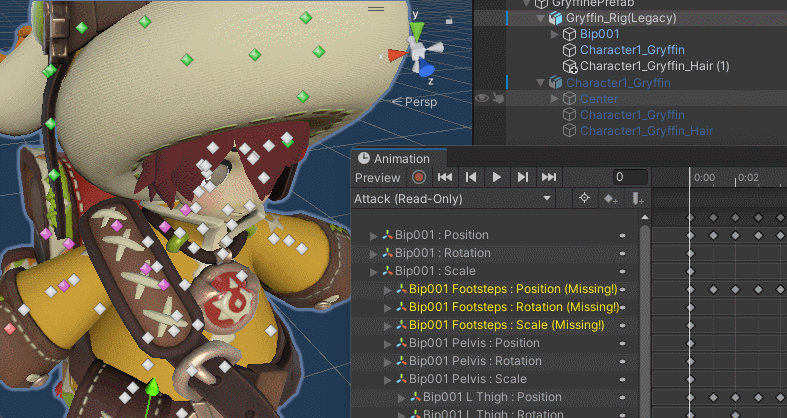 GryffinPrefab
Gryffin_Rig(Legacy)
Bip001
Character1_Gryffin
Character1_Gryffin_Hair (1)
Character1_Gryffin
Center
Character1_Gryffin
Character1_Gryffin_Hair
y
x
z
Persp
Animation
Preview 0 0:00 0:02
Attack (Read-Only)
Bip001 : Position
Bip001 : Rotation
Bip001 : Scale
Bip001 Footsteps : Position (Missing!)
Bip001 Footsteps : Rotation (Missing!)
Bip001 Footsteps : Scale (Missing!)
Bip001 Pelvis : Position
Bip001 Pelvis : Rotation
Bip001 Pelvis : Scale
Bip001 L Thigh : Position
Bip001 L Thigh : Rotation